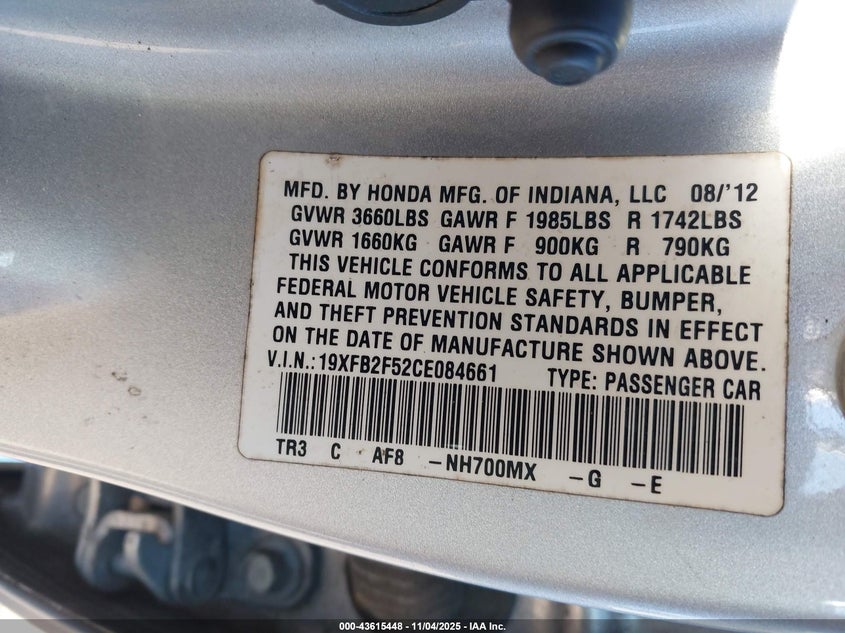 MFD. BY HONDA MFG. OF INDIANA, LLC 08/'12
GVWR 3660LBS GAWR F 1985LBS R 1742LBS
GVWR 1660KG GAWR F 900KG R 790KG
THIS VEHICLE CONFORMS TO ALL APPLICABLE
FEDERAL MOTOR VEHICLE SAFETY, BUMPER,
AND THEFT PREVENTION STANDARDS IN EFFECT
ON THE DATE OF MANUFACTURE SHOWN ABOVE.
V.I.N.:19XFB2F52CE084661 TYPE: PASSENGER CAR
TR3 C AF8 -NH700MX -G -E
000-43615448 - 11/04/2025 - IAA Inc.